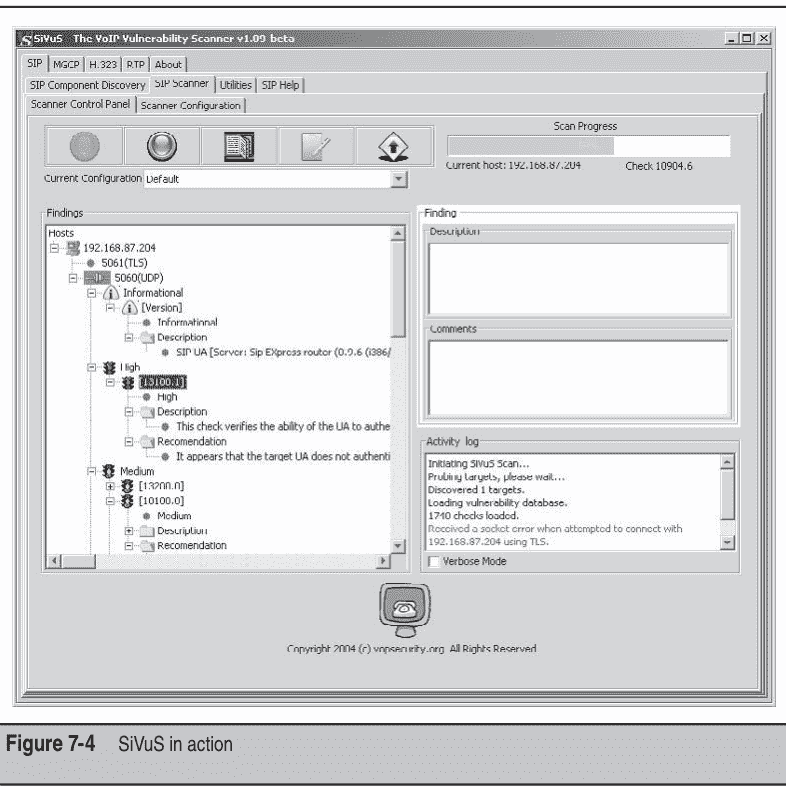 SiVuS The VoIP Vulnerability Scanner v1.09 beta
SIP MGCP H.323 RTP About
SIP Component Discovery SIP Scanner Utilities SIP Help
Scanner Control Panel Scanner Configuration
Scan Progress
Current host: 192.168.87.204 Check 10904.6
Current Configuration Default
Findings
Hosts
192.168.87.204
5061(TLS)
5060(UDP)
Informational
[Version]
Informational
Description
SIP UA [Server: Sip EXpress router (0.9.6 (i386/
High
[13100.1]
High
Description
This check verifies the ability of the UA to authe
Recomendation
It appears that the target UA does not authenti
Medium
[13200.0]
[10100.0]
Medium
Description
Recomendation
Finding
Description
Comments
Activity log
Initiating SiVuS Scan...
Probing targets, please wait...
Discovered 1 targets.
Loading vulnerability database.
1740 checks loaded.
Received a socket error when attempted to connect with
192.168.87.204 using TLS.
Verbose Mode
Copyright 2004 (c) vopsecurity.org All Rights Reserved
Figure 7-4 SiVuS in action